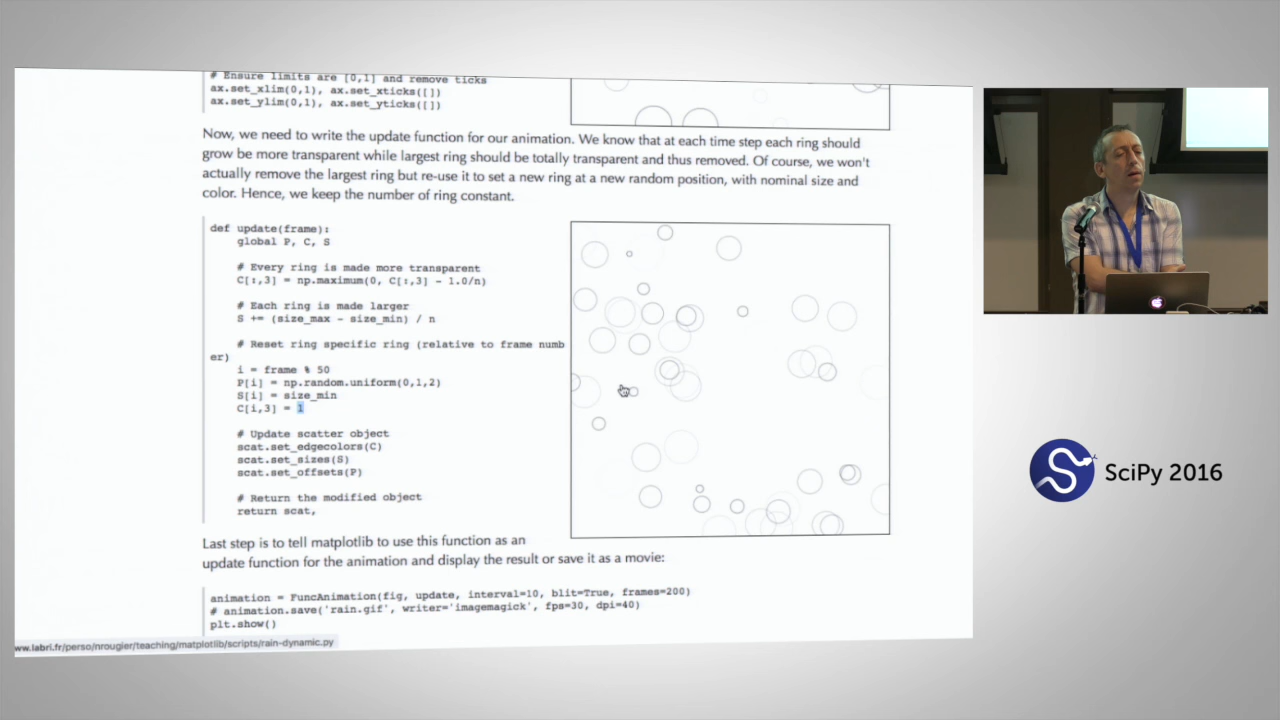 # Ensure limits are [0,1] and remove ticks
ax.set_xlim(0,1), ax.set_xticks([])
ax.set_ylim(0,1), ax.set_yticks([])
Now, we need to write the update function for our animation. We know that at each time step each ring should
grow be more transparent while largest ring should be totally transparent and thus removed. Of course, we won't
actually remove the largest ring but re-use it to set a new ring at a new random position, with nominal size and
color. Hence, we keep the number of ring constant.
def update(frame):
global P, C, S
# Every ring is made more transparent
C[:,3] = np.maximum(0, C[:,3] - 1.0/n)
# Each ring is made larger
S += (size_max - size_min) / n
# Reset ring specific ring (relative to frame numb
er)
i = frame % 50
P[i] = np.random.uniform(0,1,2)
S[i] = size_min
C[i,3] = 1
# Update scatter object
scat.set_edgecolors(C)
scat.set_sizes(S)
scat.set_offsets(P)
# Return the modified object
return scat,
Last step is to tell matplotlib to use this function as an
update function for the animation and display the result or save it as a movie:
animation = FuncAnimation(fig, update, interval=10, blit=True, frames=200)
# animation.save('rain.gif', writer='imagemagick', fps=30, dpi=40)
plt.show()
ww.labri.fr/perso/nrougier/teaching/matplotlib/scripts/rain-dynamic.py
SciPy 2016